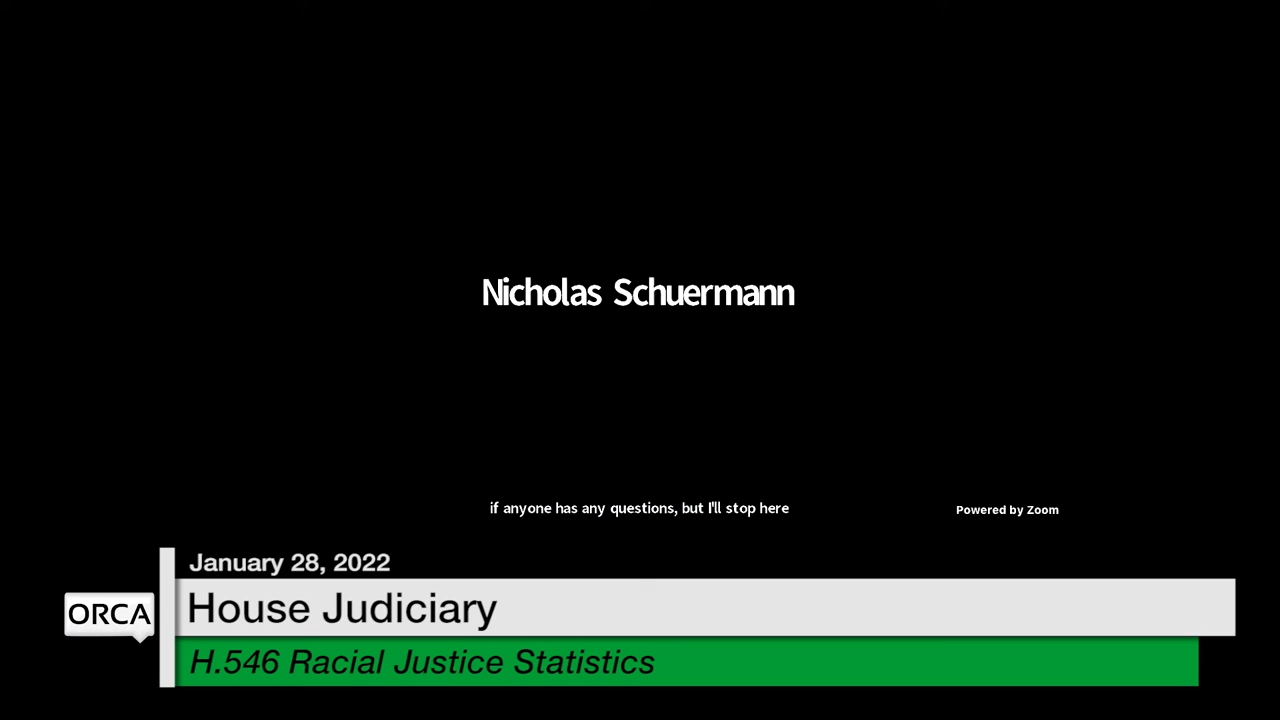 Nicholas Schuermann
if anyone has any questions, but I'll stop here
Powered by Zoom
January 28, 2022
ORCA
House Judiciary
H.546 Racial Justice Statistics